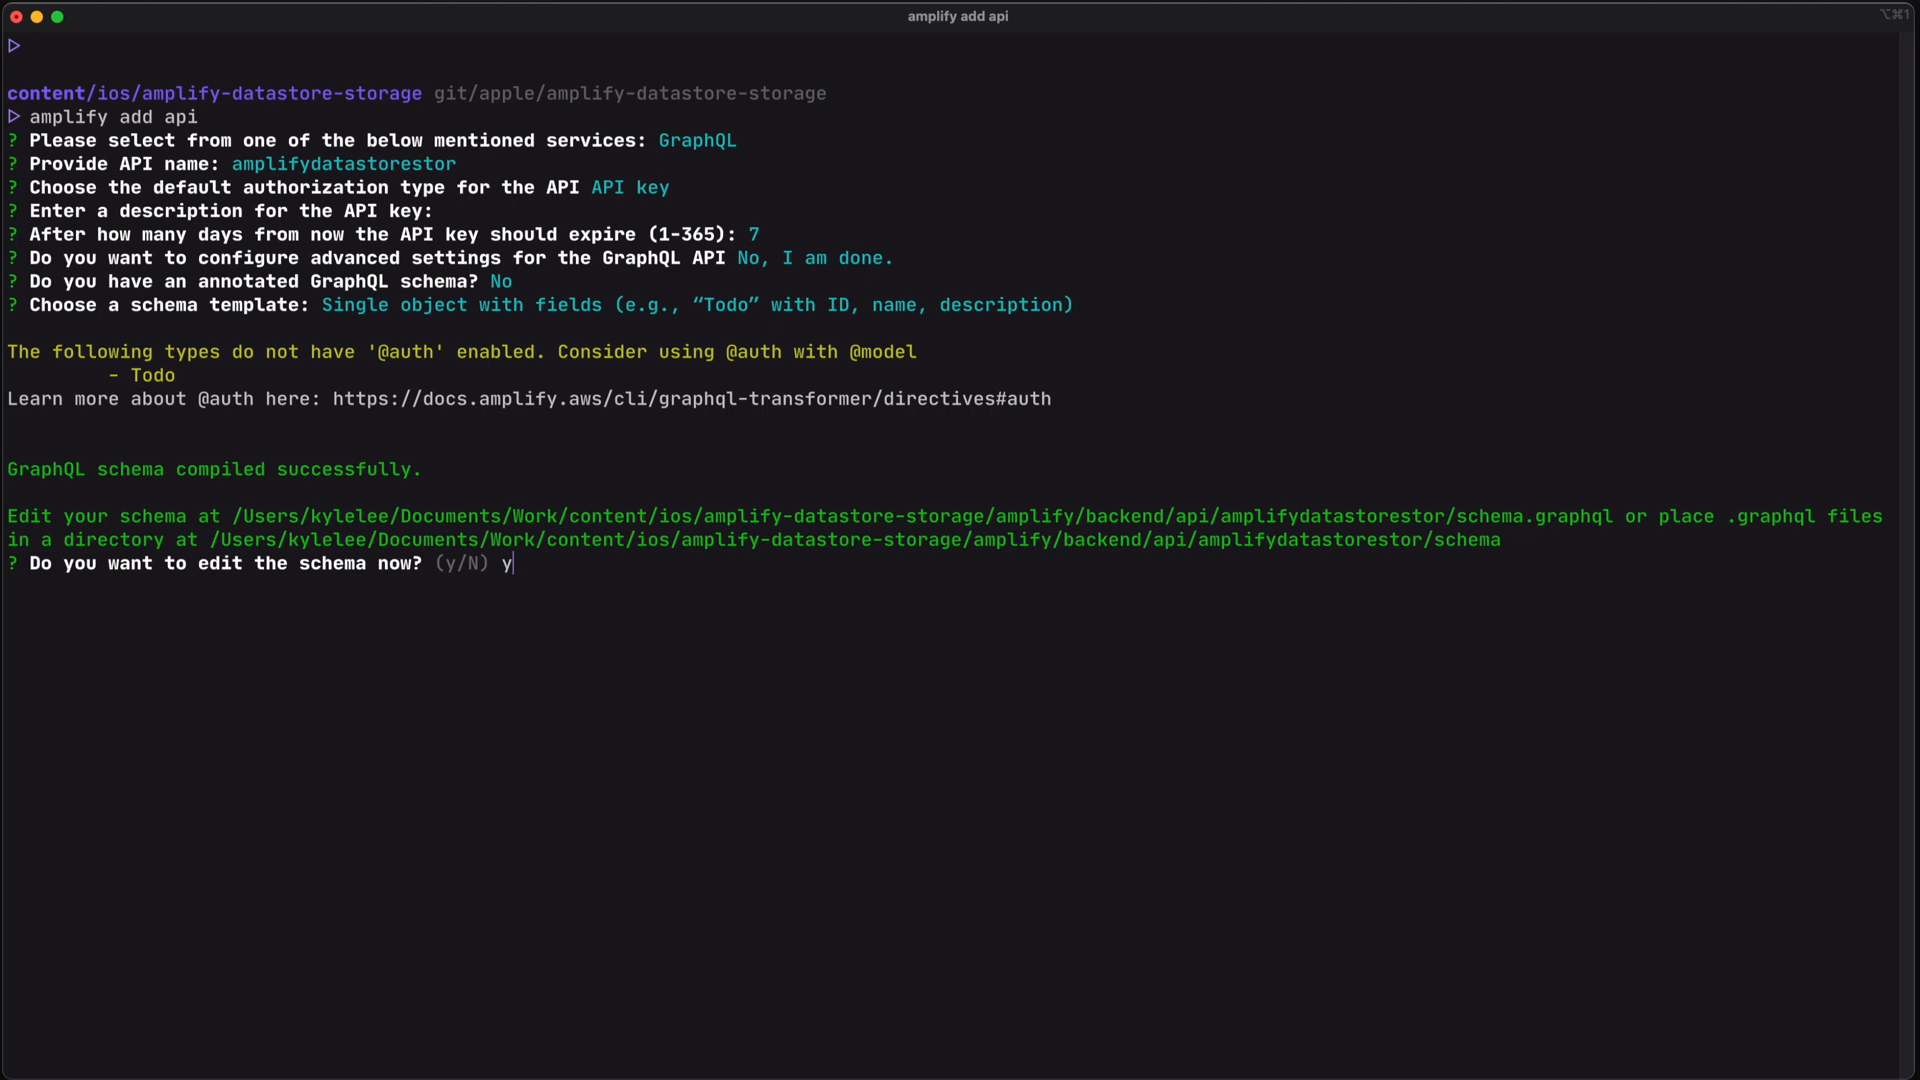 amplify add api
⌥⌘1
▷
content/ios/amplify-datastore-storage git/apple/amplify-datastore-storage
▷ amplify add api
? Please select from one of the below mentioned services: GraphQL
? Provide API name: amplifydatastorestor
? Choose the default authorization type for the API API key
? Enter a description for the API key:
? After how many days from now the API key should expire (1-365): 7
? Do you want to configure advanced settings for the GraphQL API No, I am done.
? Do you have an annotated GraphQL schema? No
? Choose a schema template: Single object with fields (e.g., “Todo” with ID, name, description)
The following types do not have '@auth' enabled. Consider using @auth with @model
- Todo
Learn more about @auth here: https://docs.amplify.aws/cli/graphql-transformer/directives#auth
GraphQL schema compiled successfully.
Edit your schema at /Users/kylelee/Documents/Work/content/ios/amplify-datastore-storage/amplify/backend/api/amplifydatastorestor/schema.graphql or place .graphql files
in a directory at /Users/kylelee/Documents/Work/content/ios/amplify-datastore-storage/amplify/backend/api/amplifydatastorestor/schema
? Do you want to edit the schema now? (y/N) y